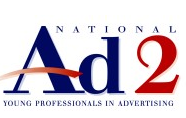 NATIONAL
Ad 2
YOUNG PROFESSIONALS IN ADVERTISING